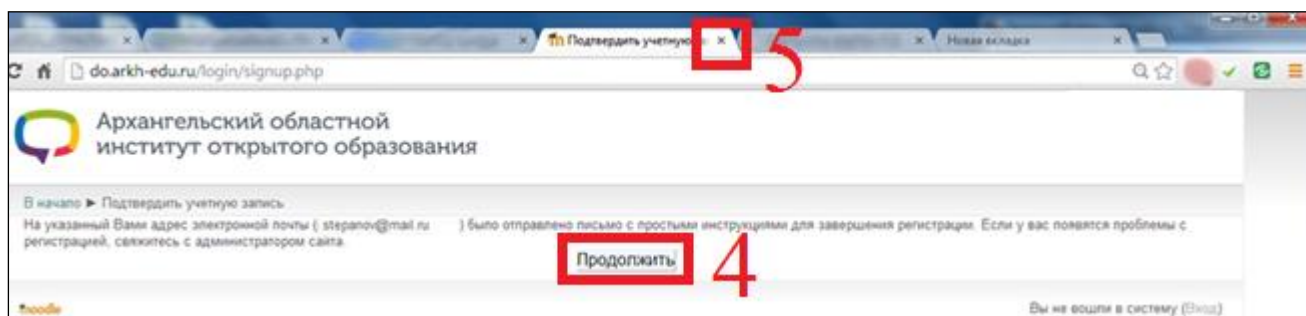 Подтвердить учетную
5
Новая вкладка
do.arkh-edu.ru/login/signup.php
Архангельский областной
институт открытого образования
В начало ► Подтвердить учетную запись
На указанный Вами адрес электронной почты ( stepanov@mail.ru ) было отправлено письмо с простыми инструкциями для завершения регистрации. Если у вас появятся проблемы с
регистрацией, свяжитесь с администратором сайта.
Продолжить
4
moodle
Вы не вошли в систему (Вход)